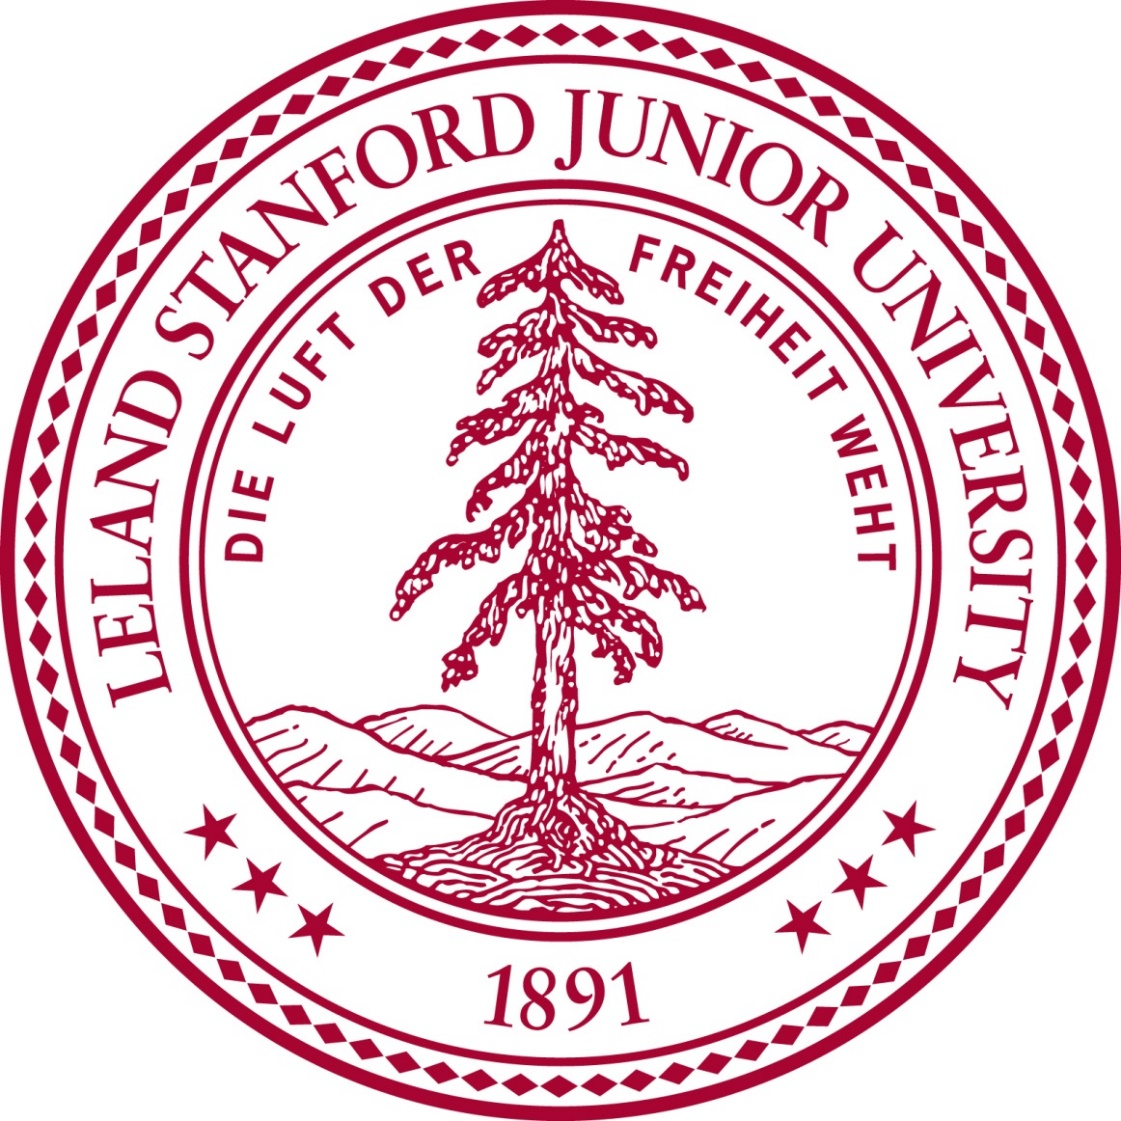 LELAND STANFORD JUNIOR UNIVERSITY
DIE LUFT DER FREIHEIT WEHT
1891